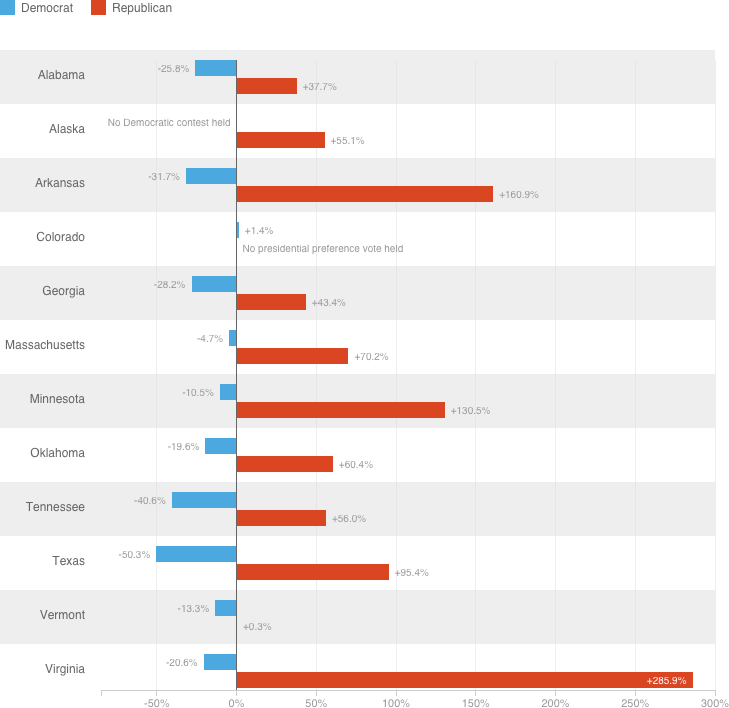 Democrat Republican
Alabama
-25.8%
+37.7%
Alaska
No Democratic contest held
+55.1%
Arkansas
-31.7%
+160.9%
Colorado
+1.4%
No presidential preference vote held
Georgia
-28.2%
+43.4%
Massachusetts
-4.7%
+70.2%
Minnesota
-10.5%
+130.5%
Oklahoma
-19.6%
+60.4%
Tennessee
-40.6%
+56.0%
Texas
-50.3%
+95.4%
Vermont
-13.3%
+0.3%
Virginia
-20.6%
+285.9%
-50% 0% 50% 100% 150% 200% 250% 300%